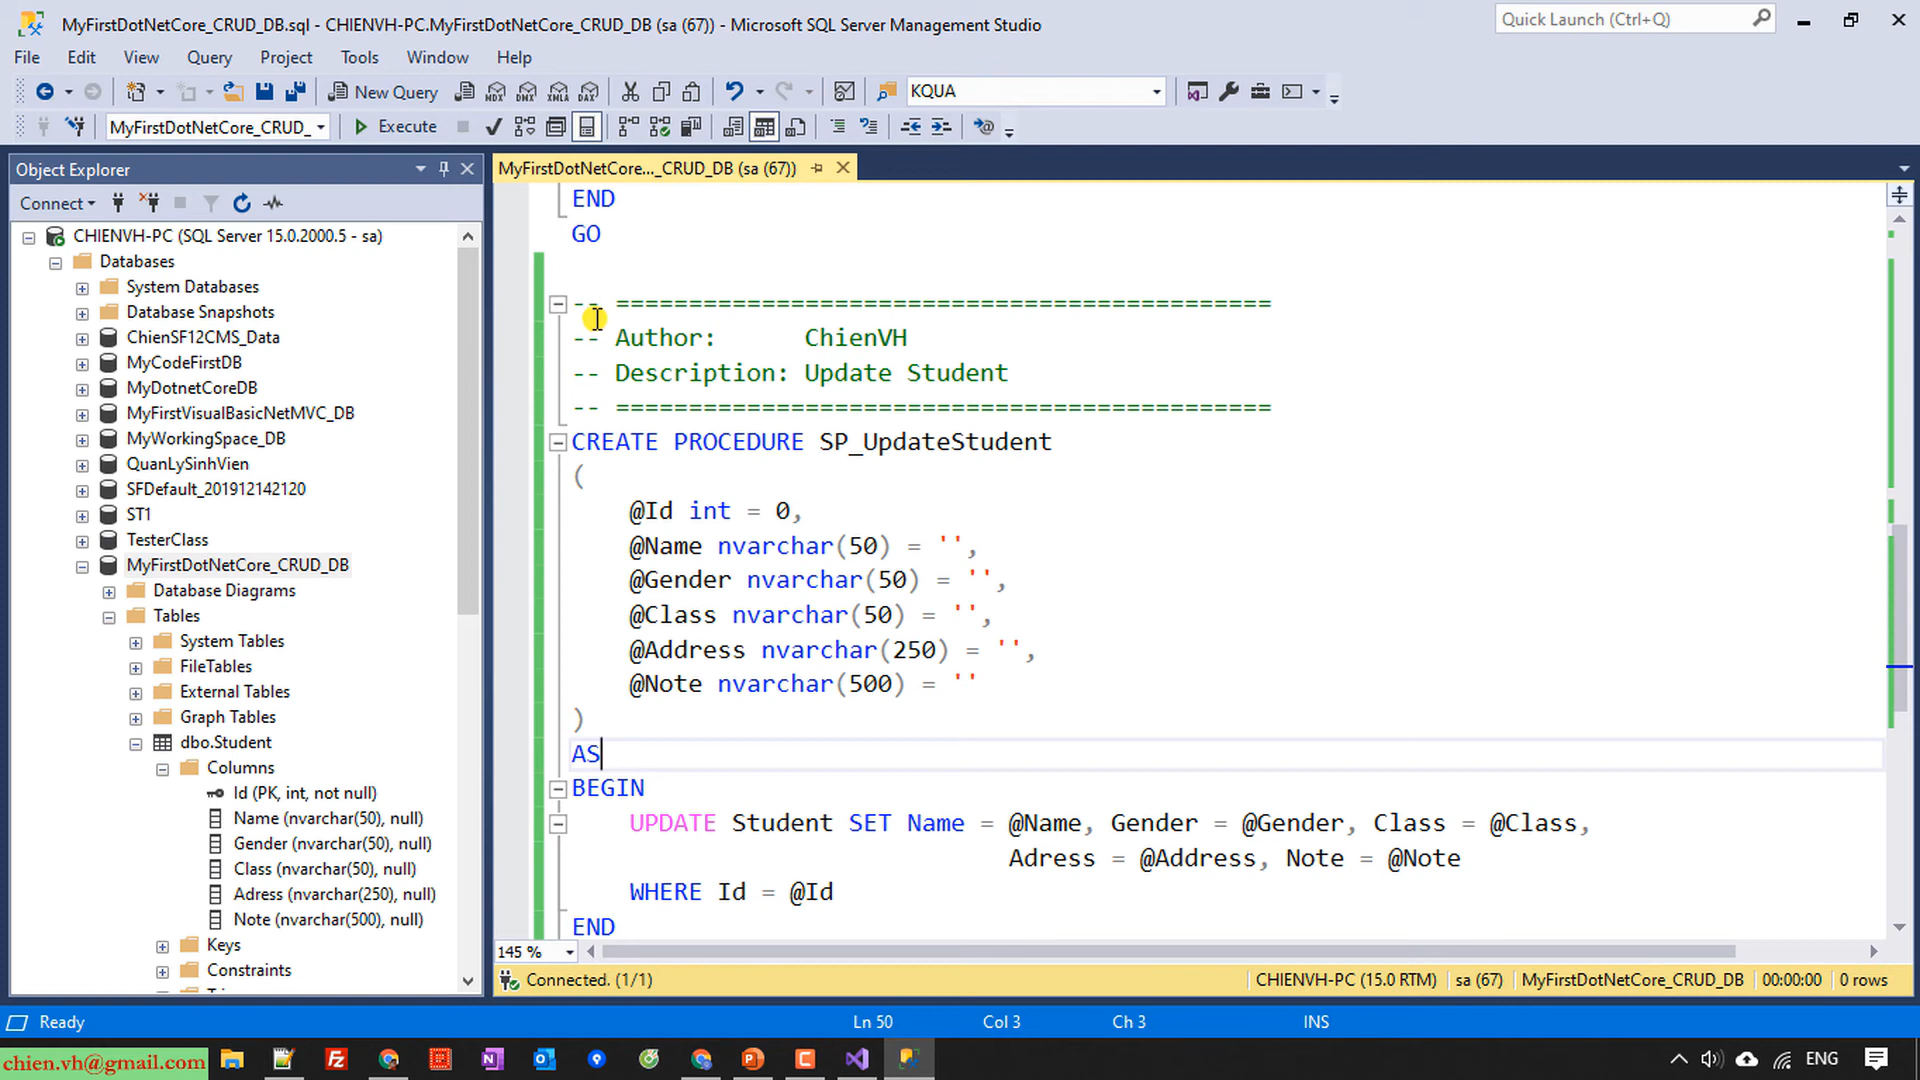 MyFirstDotNetCore_CRUD_DB.sql - CHIENVH-PC.MyFirstDotNetCore_CRUD_DB (sa (67)) - Microsoft SQL Server Management Studio
Quick Launch (Ctrl+Q)
File Edit View Query Project Tools Window Help
New Query MDX DMX XMLA DAX KQUA
MyFirstDotNetCore_CRUD_ Execute
Object Explorer
Connect
CHIENVH-PC (SQL Server 15.0.2000.5 - sa)
Databases
System Databases
Database Snapshots
ChienSF12CMS_Data
MyCodeFirstDB
MyDotnetCoreDB
MyFirstVisualBasicNetMVC_DB
MyWorkingSpace_DB
QuanLySinhVien
SFDefault_201912142120
ST1
TesterClass
MyFirstDotNetCore_CRUD_DB
Database Diagrams
Tables
System Tables
FileTables
External Tables
Graph Tables
dbo.Student
Columns
Id (PK, int, not null)
Name (nvarchar(50), null)
Gender (nvarchar(50), null)
Class (nvarchar(50), null)
Adress (nvarchar(250), null)
Note (nvarchar(500), null)
Keys
Constraints
MyFirstDotNetCore..._CRUD_DB (sa (67))
END
GO
-- =============================================
-- Author: ChienVH
-- Description: Update Student
-- =============================================
CREATE PROCEDURE SP_UpdateStudent
(
@Id int = 0,
@Name nvarchar(50) = '',
@Gender nvarchar(50) = '',
@Class nvarchar(50) = '',
@Address nvarchar(250) = '',
@Note nvarchar(500) = ''
)
AS
BEGIN
UPDATE Student SET Name = @Name, Gender = @Gender, Class = @Class,
Adress = @Address, Note = @Note
WHERE Id = @Id
END
145 %
Connected. (1/1) CHIENVH-PC (15.0 RTM) sa (67) MyFirstDotNetCore_CRUD_DB 00:00:00 0 rows
Ready Ln 50 Col 3 Ch 3 INS
chien.vh@gmail.com ENG